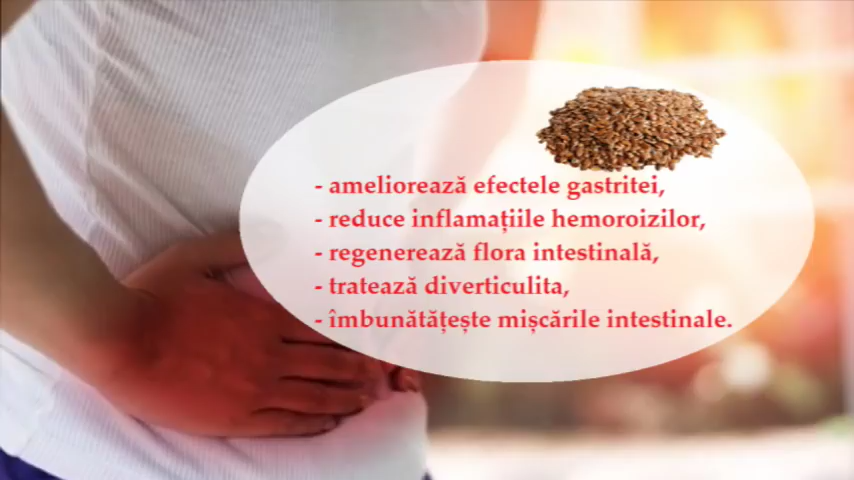 - ameliorează efectele gastritei,
- reduce inflamațiile hemoroizilor,
- regenerează flora intestinală,
- tratează diverticulita,
- îmbunătățește mișcările intestinale.